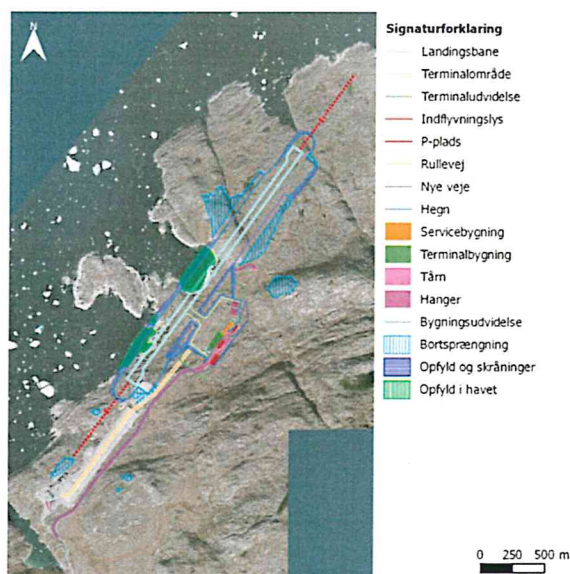 N
Signaturforklaring
Landingsbane
Terminalområde
Terminaludvidelse
Indflyvningslys
P-plads
Rullevej
Nye veje
Hegn
Servicebygning
Terminalbygning
Tårn
Hanger
Bygningsudvidelse
Bortsprængning
Opfyld og skråninger
Opfyld i havet
0 250 500 m